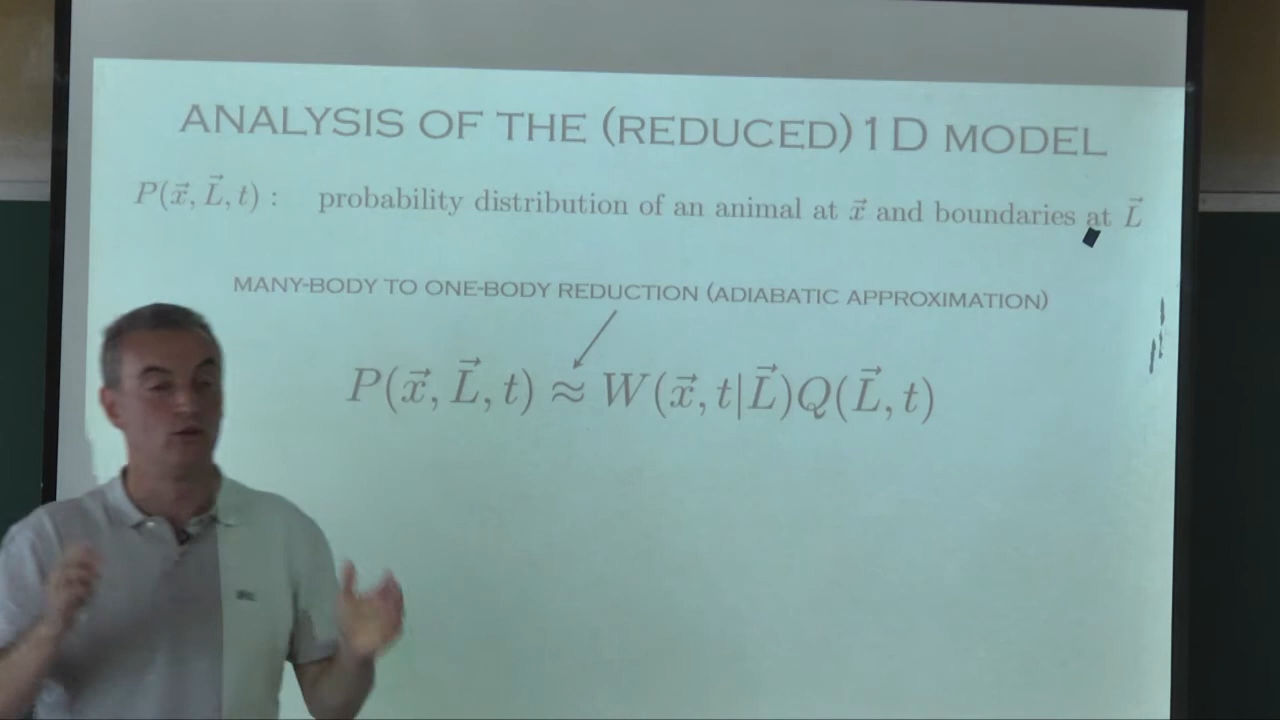 ANALYSIS OF THE (REDUCED) 1D MODEL
P(x⃗, L⃗, t) : probability distribution of an animal at x⃗ and boundaries at L⃗
MANY-BODY TO ONE-BODY REDUCTION (ADIABATIC APPROXIMATION)
P(x⃗, L⃗, t) ≈ W(x⃗, t|L⃗)Q(L⃗, t)